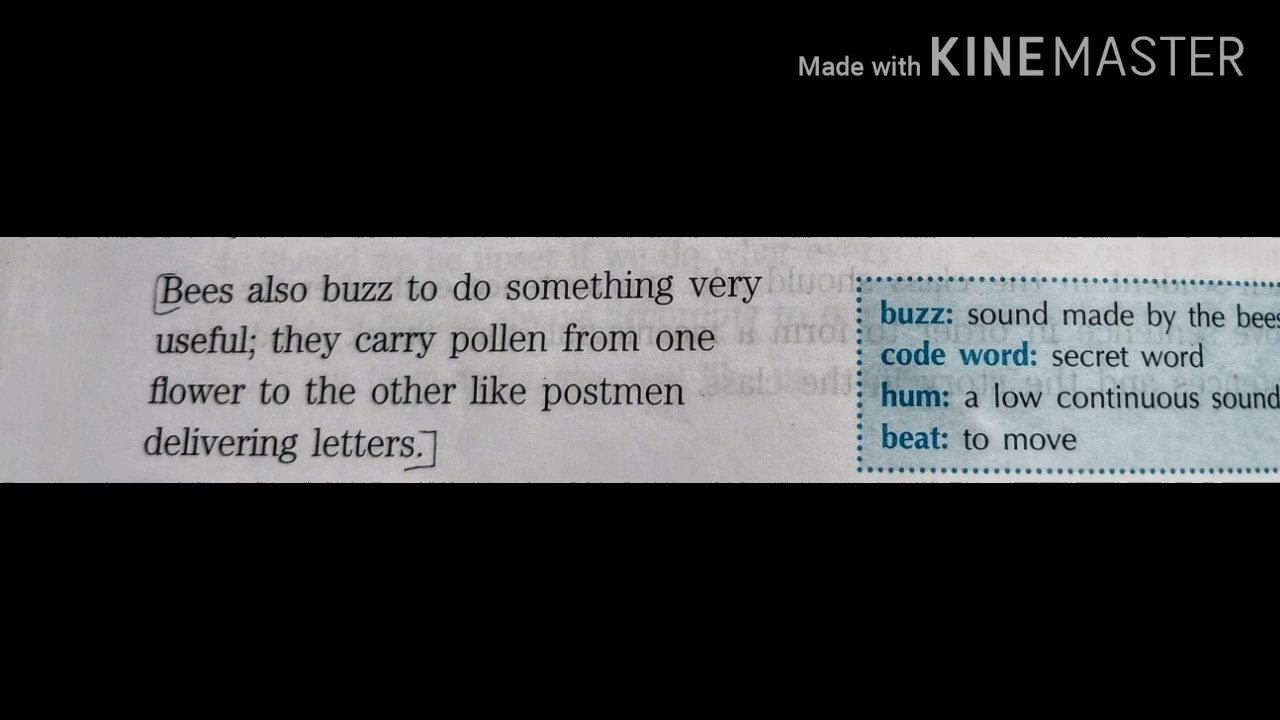 Made with KINEMASTER
Bees also buzz to do something very
useful; they carry pollen from one
flower to the other like postmen
delivering letters.]
buzz: sound made by the bees
code word: secret word
hum: a low continuous sound
beat: to move